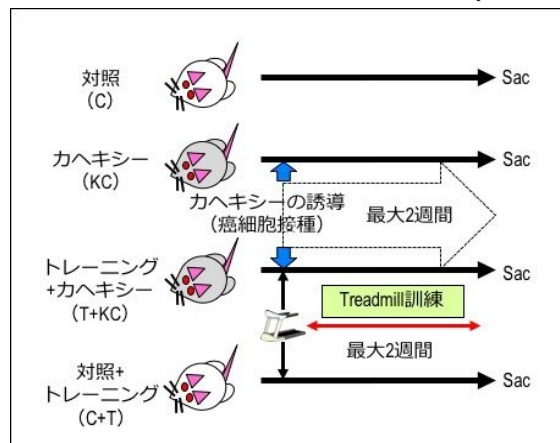 対照
(C)
Sac
カヘキシー
(KC)
Sac
カヘキシーの誘導
(癌細胞接種)
最大2週間
トレーニング
+カヘキシー
(T+KC)
Sac
Treadmill訓練
最大2週間
対照+
トレーニング
(C+T)
Sac